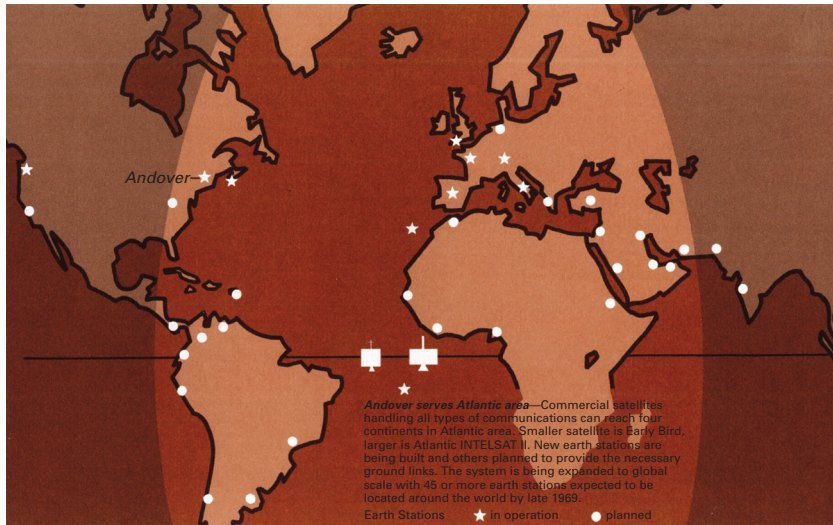 Andover
Andover serves Atlantic area—Commercial satellites
handling all types of communications can reach four
continents in Atlantic area. Smaller satellite is Early Bird,
larger is Atlantic INTELSAT II. New earth stations are
being built and others planned to provide the necessary
ground links. The system is being expanded to global
scale with 45 or more earth stations expected to be
located around the world by late 1969.
Earth Stations in operation planned